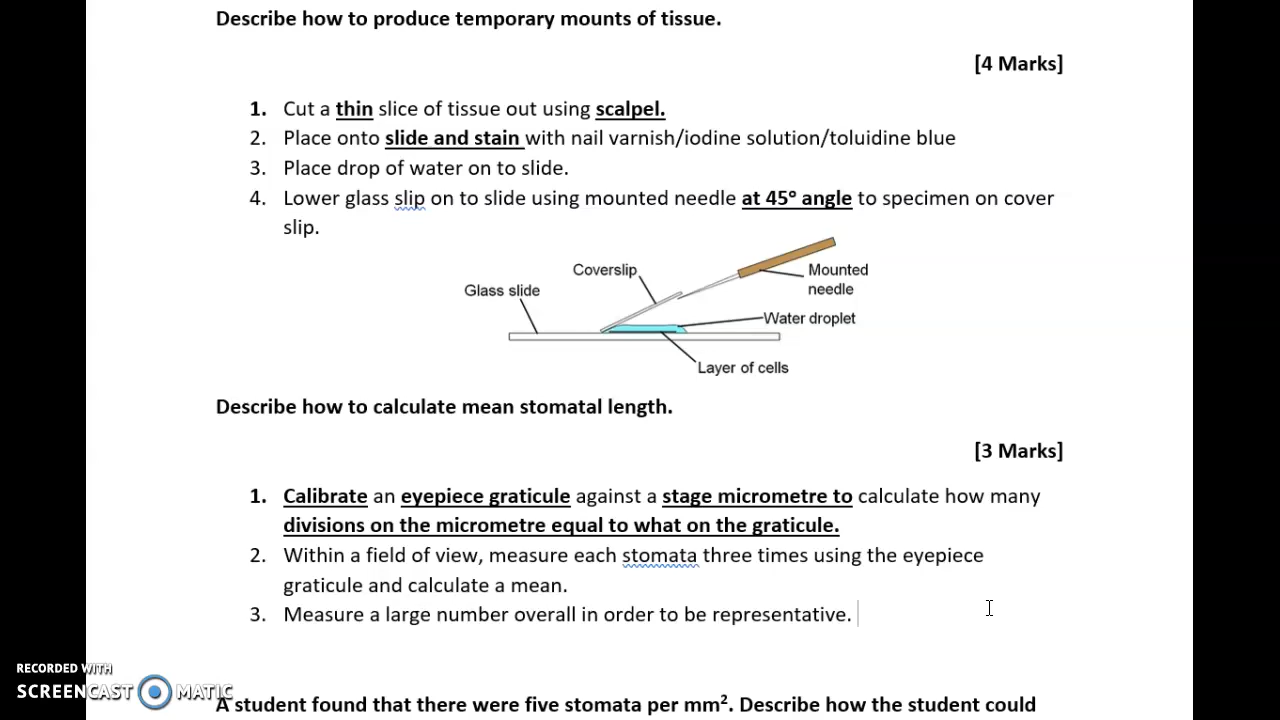 Describe how to produce temporary mounts of tissue.
[4 Marks]
1. Cut a thin slice of tissue out using scalpel.
2. Place onto slide and stain with nail varnish/iodine solution/toluidine blue
3. Place drop of water on to slide.
4. Lower glass slip on to slide using mounted needle at 45° angle to specimen on cover
slip.
Coverslip
Mounted
needle
Glass slide
Water droplet
Layer of cells
Describe how to calculate mean stomatal length.
[3 Marks]
1. Calibrate an eyepiece graticule against a stage micrometre to calculate how many
divisions on the micrometre equal to what on the graticule.
2. Within a field of view, measure each stomata three times using the eyepiece
graticule and calculate a mean.
3. Measure a large number overall in order to be representative.
RECORDED WITH
SCREENCAST MATIC
A student found that there were five stomata per mm². Describe how the student could